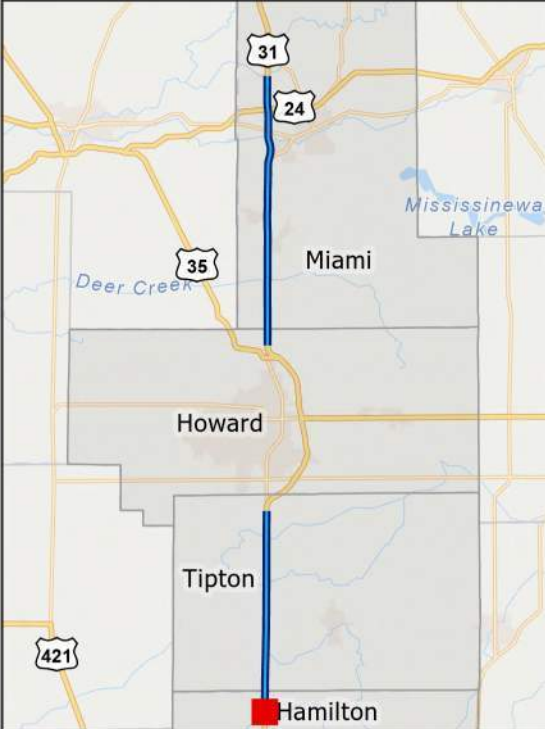 31
24
Mississinewa
Lake
Miami
35
Deer Creek
Howard
Tipton
421
Hamilton